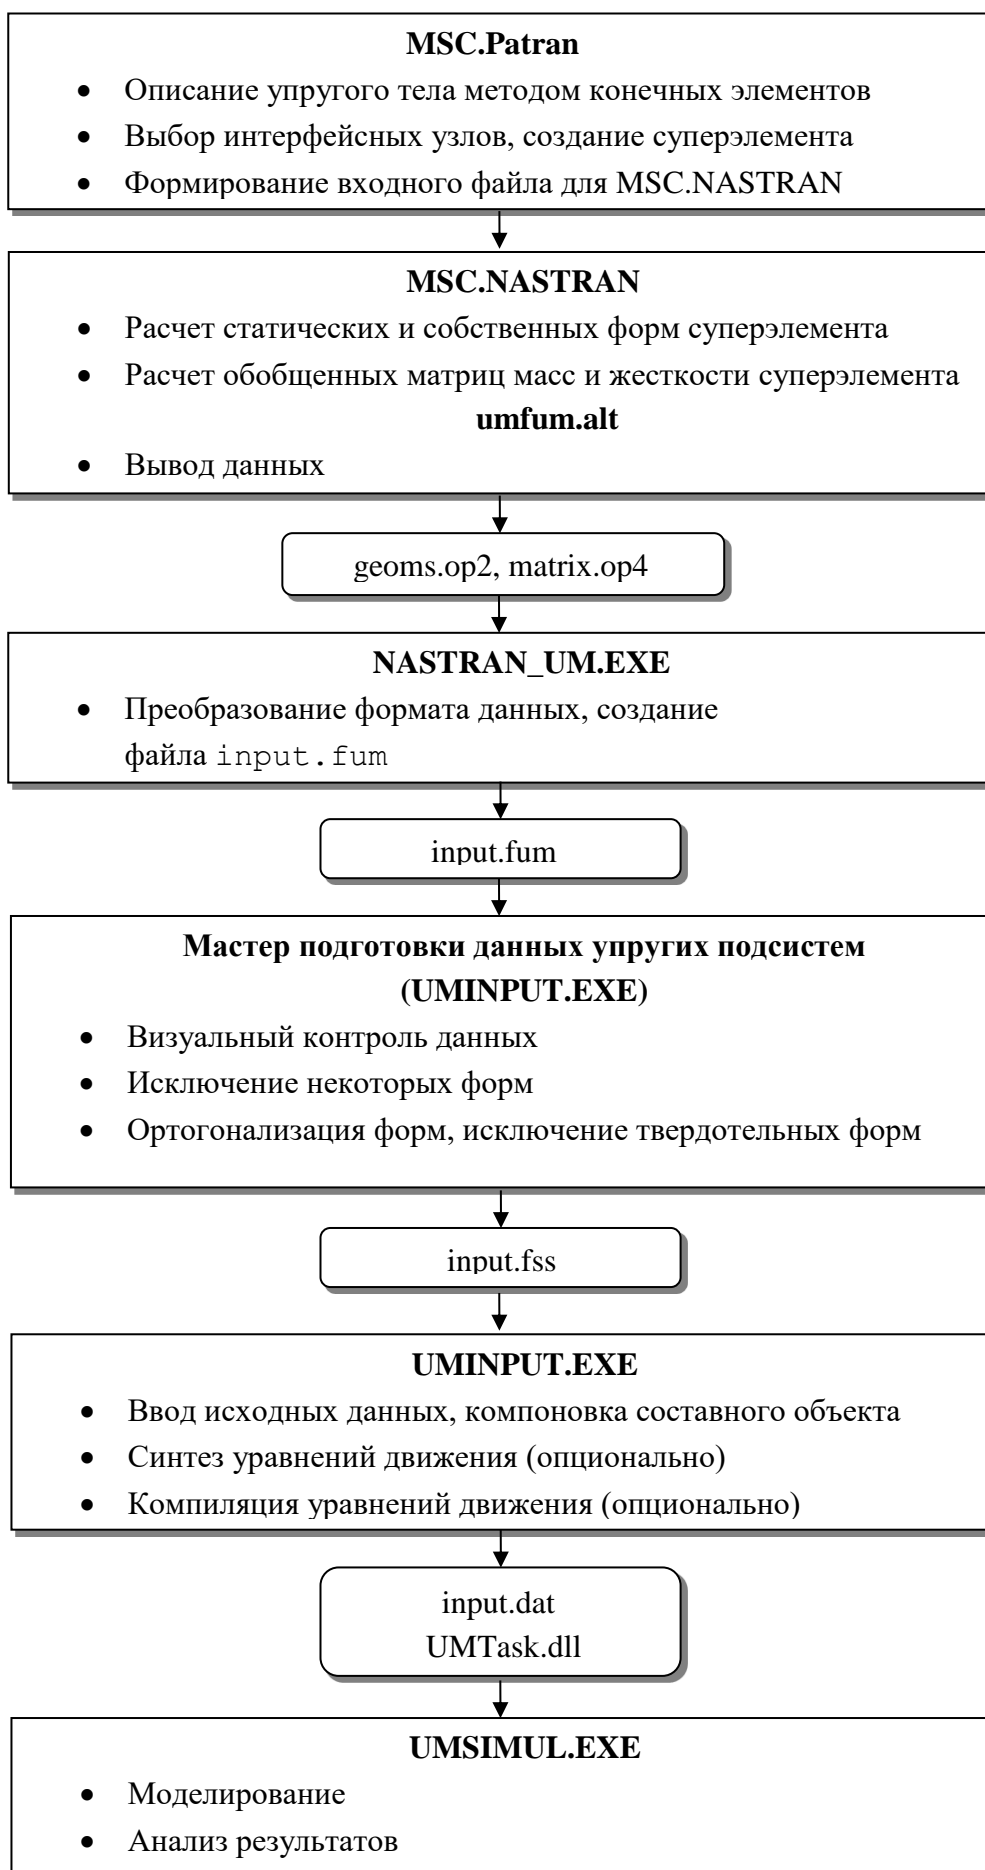 MSC.Patran
• Описание упругого тела методом конечных элементов
• Выбор интерфейсных узлов, создание суперэлемента
• Формирование входного файла для MSC.NASTRAN
MSC.NASTRAN
• Расчет статических и собственных форм суперэлемента
• Расчет обобщенных матриц масс и жесткости суперэлемента
umfum.alt
• Вывод данных
geoms.op2, matrix.op4
NASTRAN_UM.EXE
• Преобразование формата данных, создание
файла input.fum
input.fum
Мастер подготовки данных упругих подсистем
(UMINPUT.EXE)
• Визуальный контроль данных
• Исключение некоторых форм
• Ортогонализация форм, исключение твердотельных форм
input.fss
UMINPUT.EXE
• Ввод исходных данных, компоновка составного объекта
• Синтез уравнений движения (опционально)
• Компиляция уравнений движения (опционально)
input.dat
UMTask.dll
UMSIMUL.EXE
• Моделирование
• Анализ результатов